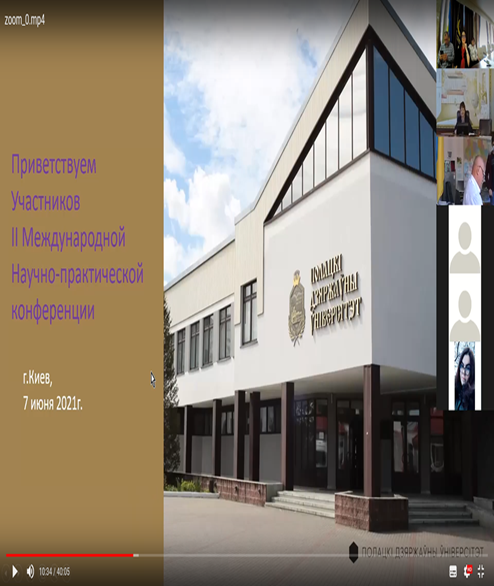 zoom_0.mp4
Приветствуем
Участников
II Международной
Научно-практической
конференции
г.Киев,
7 июня 2021г.
ПОЛАЦКІ
ДЗЯРЖАЎНЫ
ЎНІВЕРСІТЭТ
ПОЛАЦКІ ДЗЯРЖАЎНЫ ЎНІВЕРСІТЭТ
10:34 / 40:05